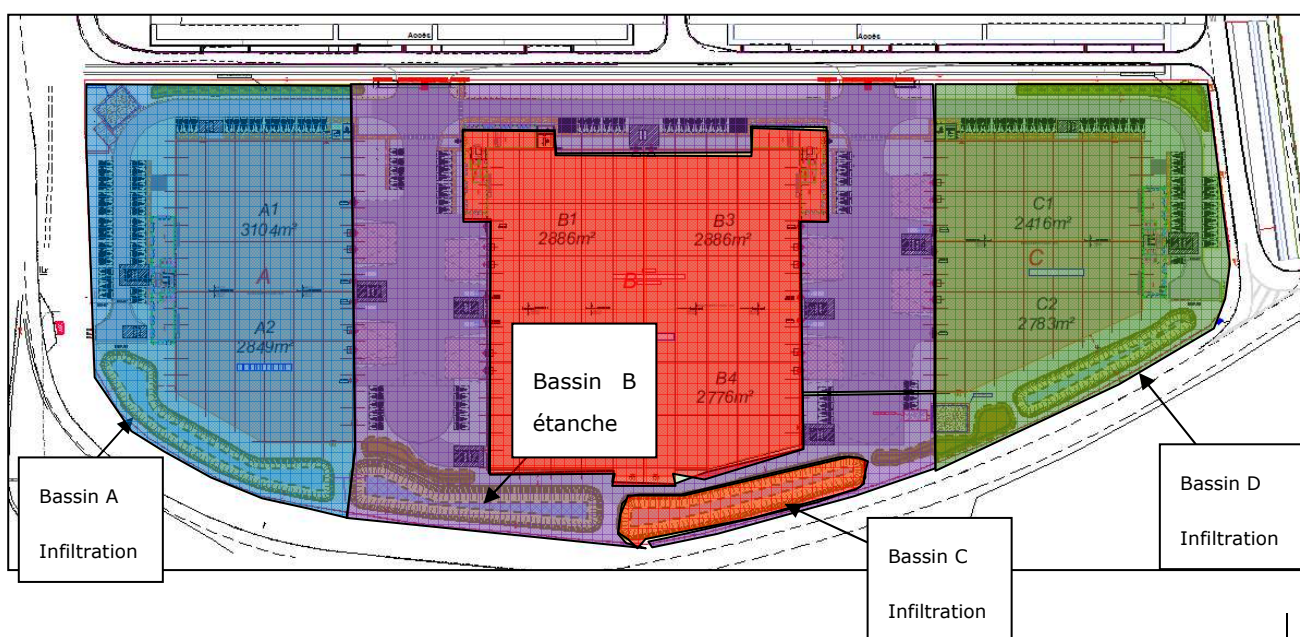 Accès
Accès
A1
3104m²
A
A2
2849m²
B1
2886m²
B3
2886m²
B
B4
2776m²
C1
2416m²
C
C2
2783m²
Bassin B
étanche
Bassin A
Infiltration
Bassin C
Infiltration
Bassin D
Infiltration